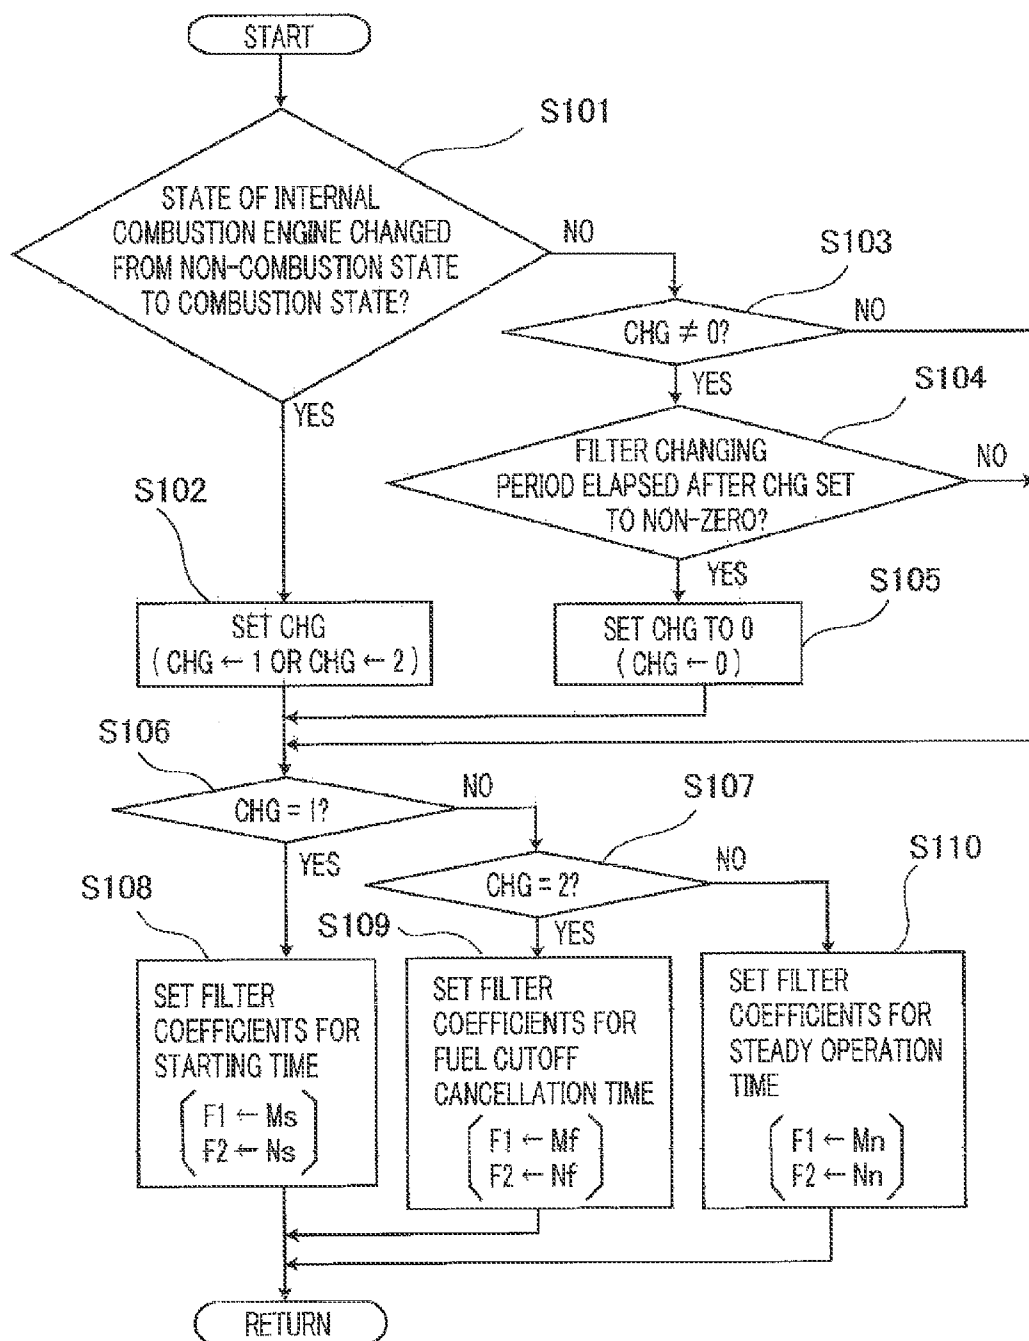 START
S101
STATE OF INTERNAL
COMBUSTION ENGINE CHANGED
FROM NON-COMBUSTION STATE
TO COMBUSTION STATE?
NO
YES
S103
CHG ≠ 0?
NO
YES
S104
FILTER CHANGING
PERIOD ELAPSED AFTER CHG SET
TO NON-ZERO?
NO
YES
S102
SET CHG
(CHG ← 1 OR CHG ← 2)
S105
SET CHG TO 0
(CHG ← 0)
S106
CHG = 1?
NO
YES
S107
CHG = 2?
NO
YES
S108
SET FILTER
COEFFICIENTS FOR
STARTING TIME
F1 ← Ms
F2 ← Ns
S109
SET FILTER
COEFFICIENTS FOR
FUEL CUTOFF
CANCELLATION TIME
F1 ← Mf
F2 ← Nf
S110
SET FILTER
COEFFICIENTS FOR
STEADY OPERATION
TIME
F1 ← Mn
F2 ← Nn
RETURN